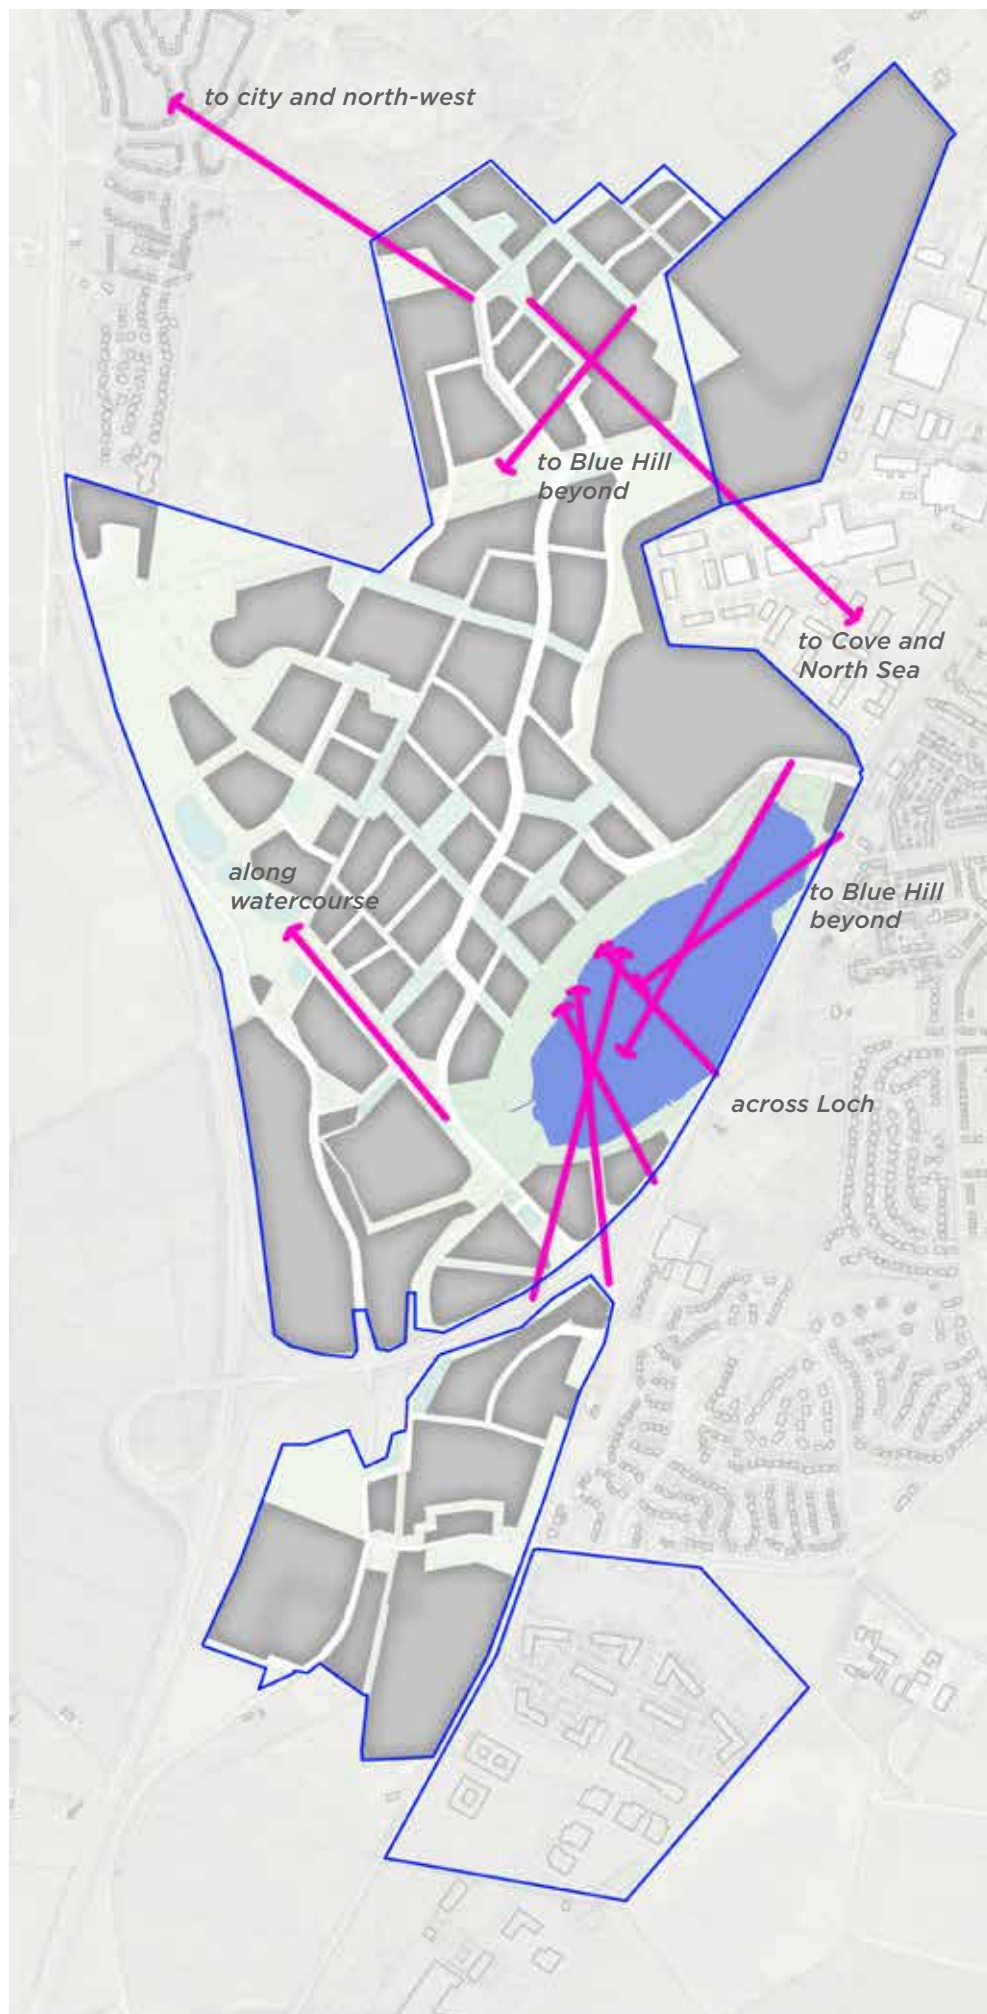 to city and north-west
to Blue Hill
beyond
to Cove and
North Sea
along
watercourse
to Blue Hill
beyond
across Loch